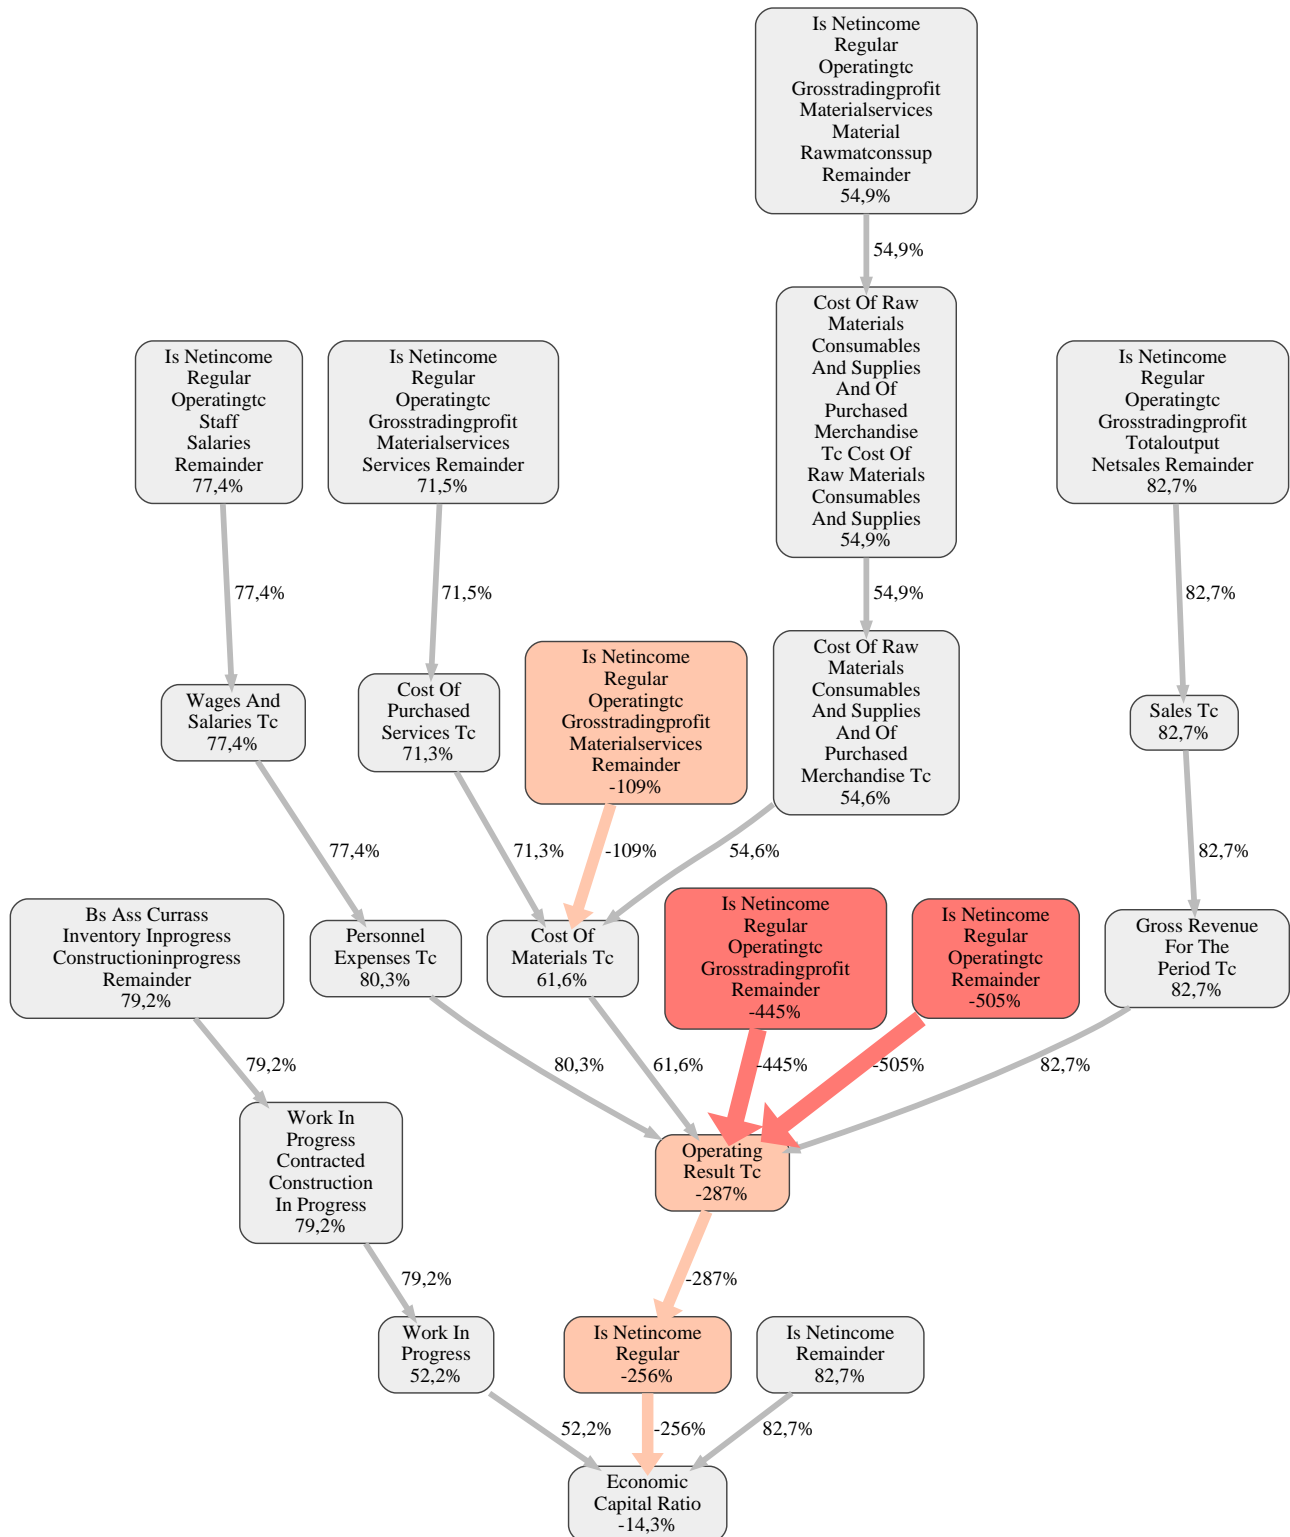 Is Netincome
Regular
Operatingtc
Grosstradingprofit
Materialservices
Material
Rawmatconssup
Remainder
54,9%
54,9%
Cost Of Raw
Materials
Consumables
And Supplies
And Of
Purchased
Merchandise
Tc Cost Of
Raw Materials
Consumables
And Supplies
54,9%
Is Netincome
Regular
Operatingtc
Staff
Salaries
Remainder
77,4%
Is Netincome
Regular
Operatingtc
Grosstradingprofit
Materialservices
Services Remainder
71,5%
Is Netincome
Regular
Operatingtc
Grosstradingprofit
Totaloutput
Netsales Remainder
82,7%
77,4%
71,5%
54,9%
82,7%
Wages And
Salaries Tc
77,4%
Cost Of
Purchased
Services Tc
71,3%
Is Netincome
Regular
Operatingtc
Grosstradingprofit
Materialservices
Remainder
-109%
Cost Of Raw
Materials
Consumables
And Supplies
And Of
Purchased
Merchandise Tc
54,6%
Sales Tc
82,7%
77,4%
71,3%
-109%
54,6%
82,7%
Bs Ass Currass
Inventory Inprogress
Constructioninprogress
Remainder
79,2%
Personnel
Expenses Tc
80,3%
Cost Of
Materials Tc
61,6%
Is Netincome
Regular
Operatingtc
Grosstradingprofit
Remainder
-445%
Is Netincome
Regular
Operatingtc
Remainder
-505%
Gross Revenue
For The
Period Tc
82,7%
79,2%
80,3%
61,6%
-445%
-505%
82,7%
Work In
Progress
Contracted
Construction
In Progress
79,2%
Operating
Result Tc
-287%
79,2%
-287%
Work In
Progress
52,2%
Is Netincome
Regular
-256%
Is Netincome
Remainder
82,7%
52,2%
-256%
82,7%
Economic
Capital Ratio
-14,3%